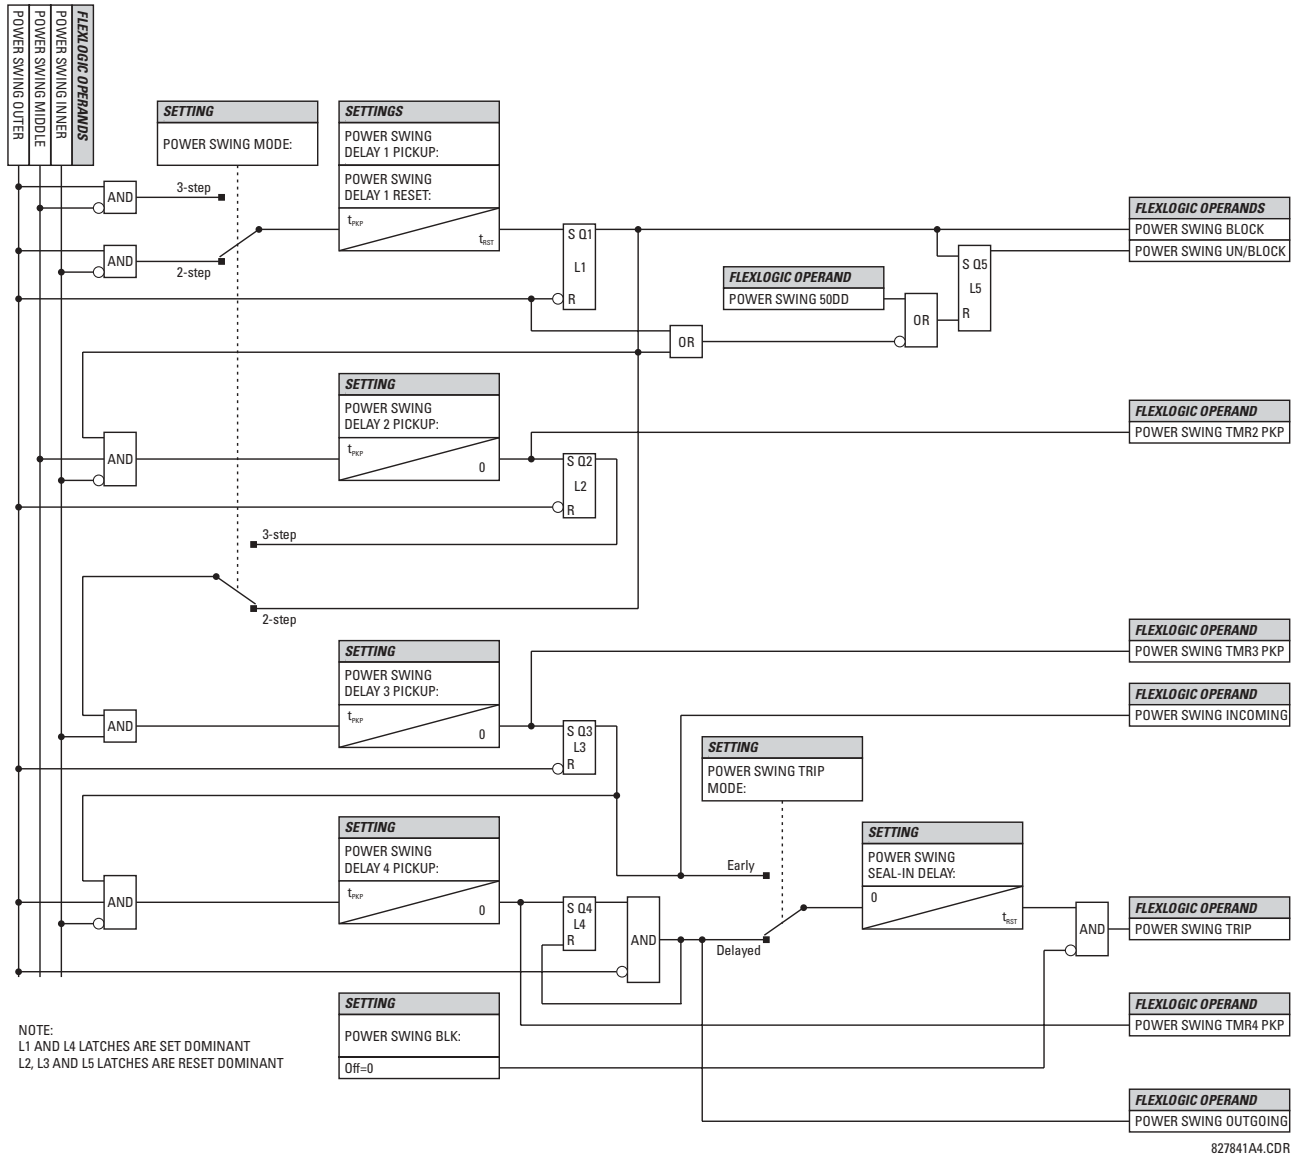 FLEXLOGIC OPERANDS
POWER SWING INNER
POWER SWING MIDDLE
POWER SWING OUTER
SETTING
POWER SWING MODE:
SETTINGS
POWER SWING
DELAY 1 PICKUP:
POWER SWING
DELAY 1 RESET:
tPKP
tRST
AND
3-step
AND
2-step
S Q1
L1
R
FLEXLOGIC OPERANDS
POWER SWING BLOCK
POWER SWING UN/BLOCK
FLEXLOGIC OPERAND
POWER SWING 50DD
S Q5
L5
R
OR
OR
SETTING
POWER SWING
DELAY 2 PICKUP:
tPKP
0
AND
S Q2
L2
R
FLEXLOGIC OPERAND
POWER SWING TMR2 PKP
3-step
2-step
SETTING
POWER SWING
DELAY 3 PICKUP:
tPKP
0
AND
S Q3
L3
R
FLEXLOGIC OPERAND
POWER SWING TMR3 PKP
FLEXLOGIC OPERAND
POWER SWING INCOMING
SETTING
POWER SWING TRIP
MODE:
SETTING
POWER SWING
DELAY 4 PICKUP:
tPKP
0
AND
S Q4
L4
R
AND
Early
Delayed
SETTING
POWER SWING
SEAL-IN DELAY:
0
tRST
AND
FLEXLOGIC OPERAND
POWER SWING TRIP
SETTING
POWER SWING BLK:
Off=0
FLEXLOGIC OPERAND
POWER SWING TMR4 PKP
FLEXLOGIC OPERAND
POWER SWING OUTGOING
NOTE:
L1 AND L4 LATCHES ARE SET DOMINANT
L2, L3 AND L5 LATCHES ARE RESET DOMINANT
827841A4.CDR